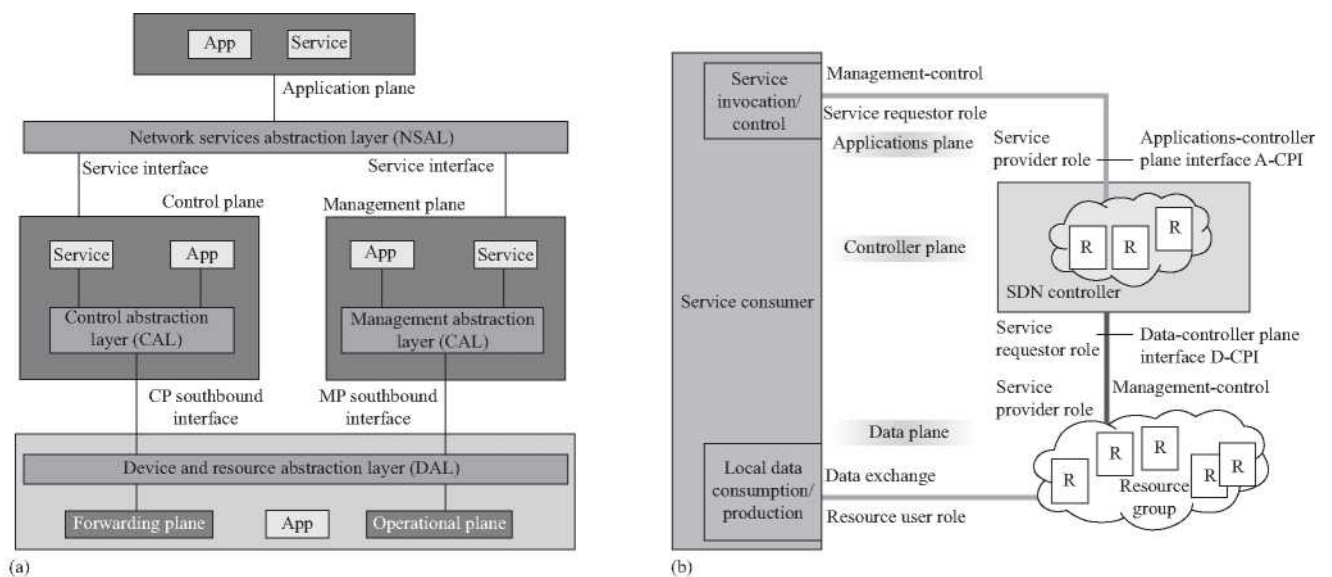 App
Service
Application plane
Network services abstraction layer (NSAL)
Service interface
Service interface
Control plane
Management plane
Service
App
App
Service
Control abstraction
layer (CAL)
Management abstraction
layer (CAL)
CP southbound
interface
MP southbound
interface
Device and resource abstraction layer (DAL)
Forwarding plane
App
Operational plane
(a)
Service
invocation/
control
Management-control
Service requestor role
Applications plane
Service
provider role
Applications-controller
plane interface A-CPI
R
R
R
Controller plane
SDN controller
Service consumer
Service
requestor role
Data-controller plane
interface D-CPI
Service
provider role
Management-control
Data plane
R
R
R
R
R
Resource
group
Local data
consumption/
production
Data exchange
Resource user role
(b)